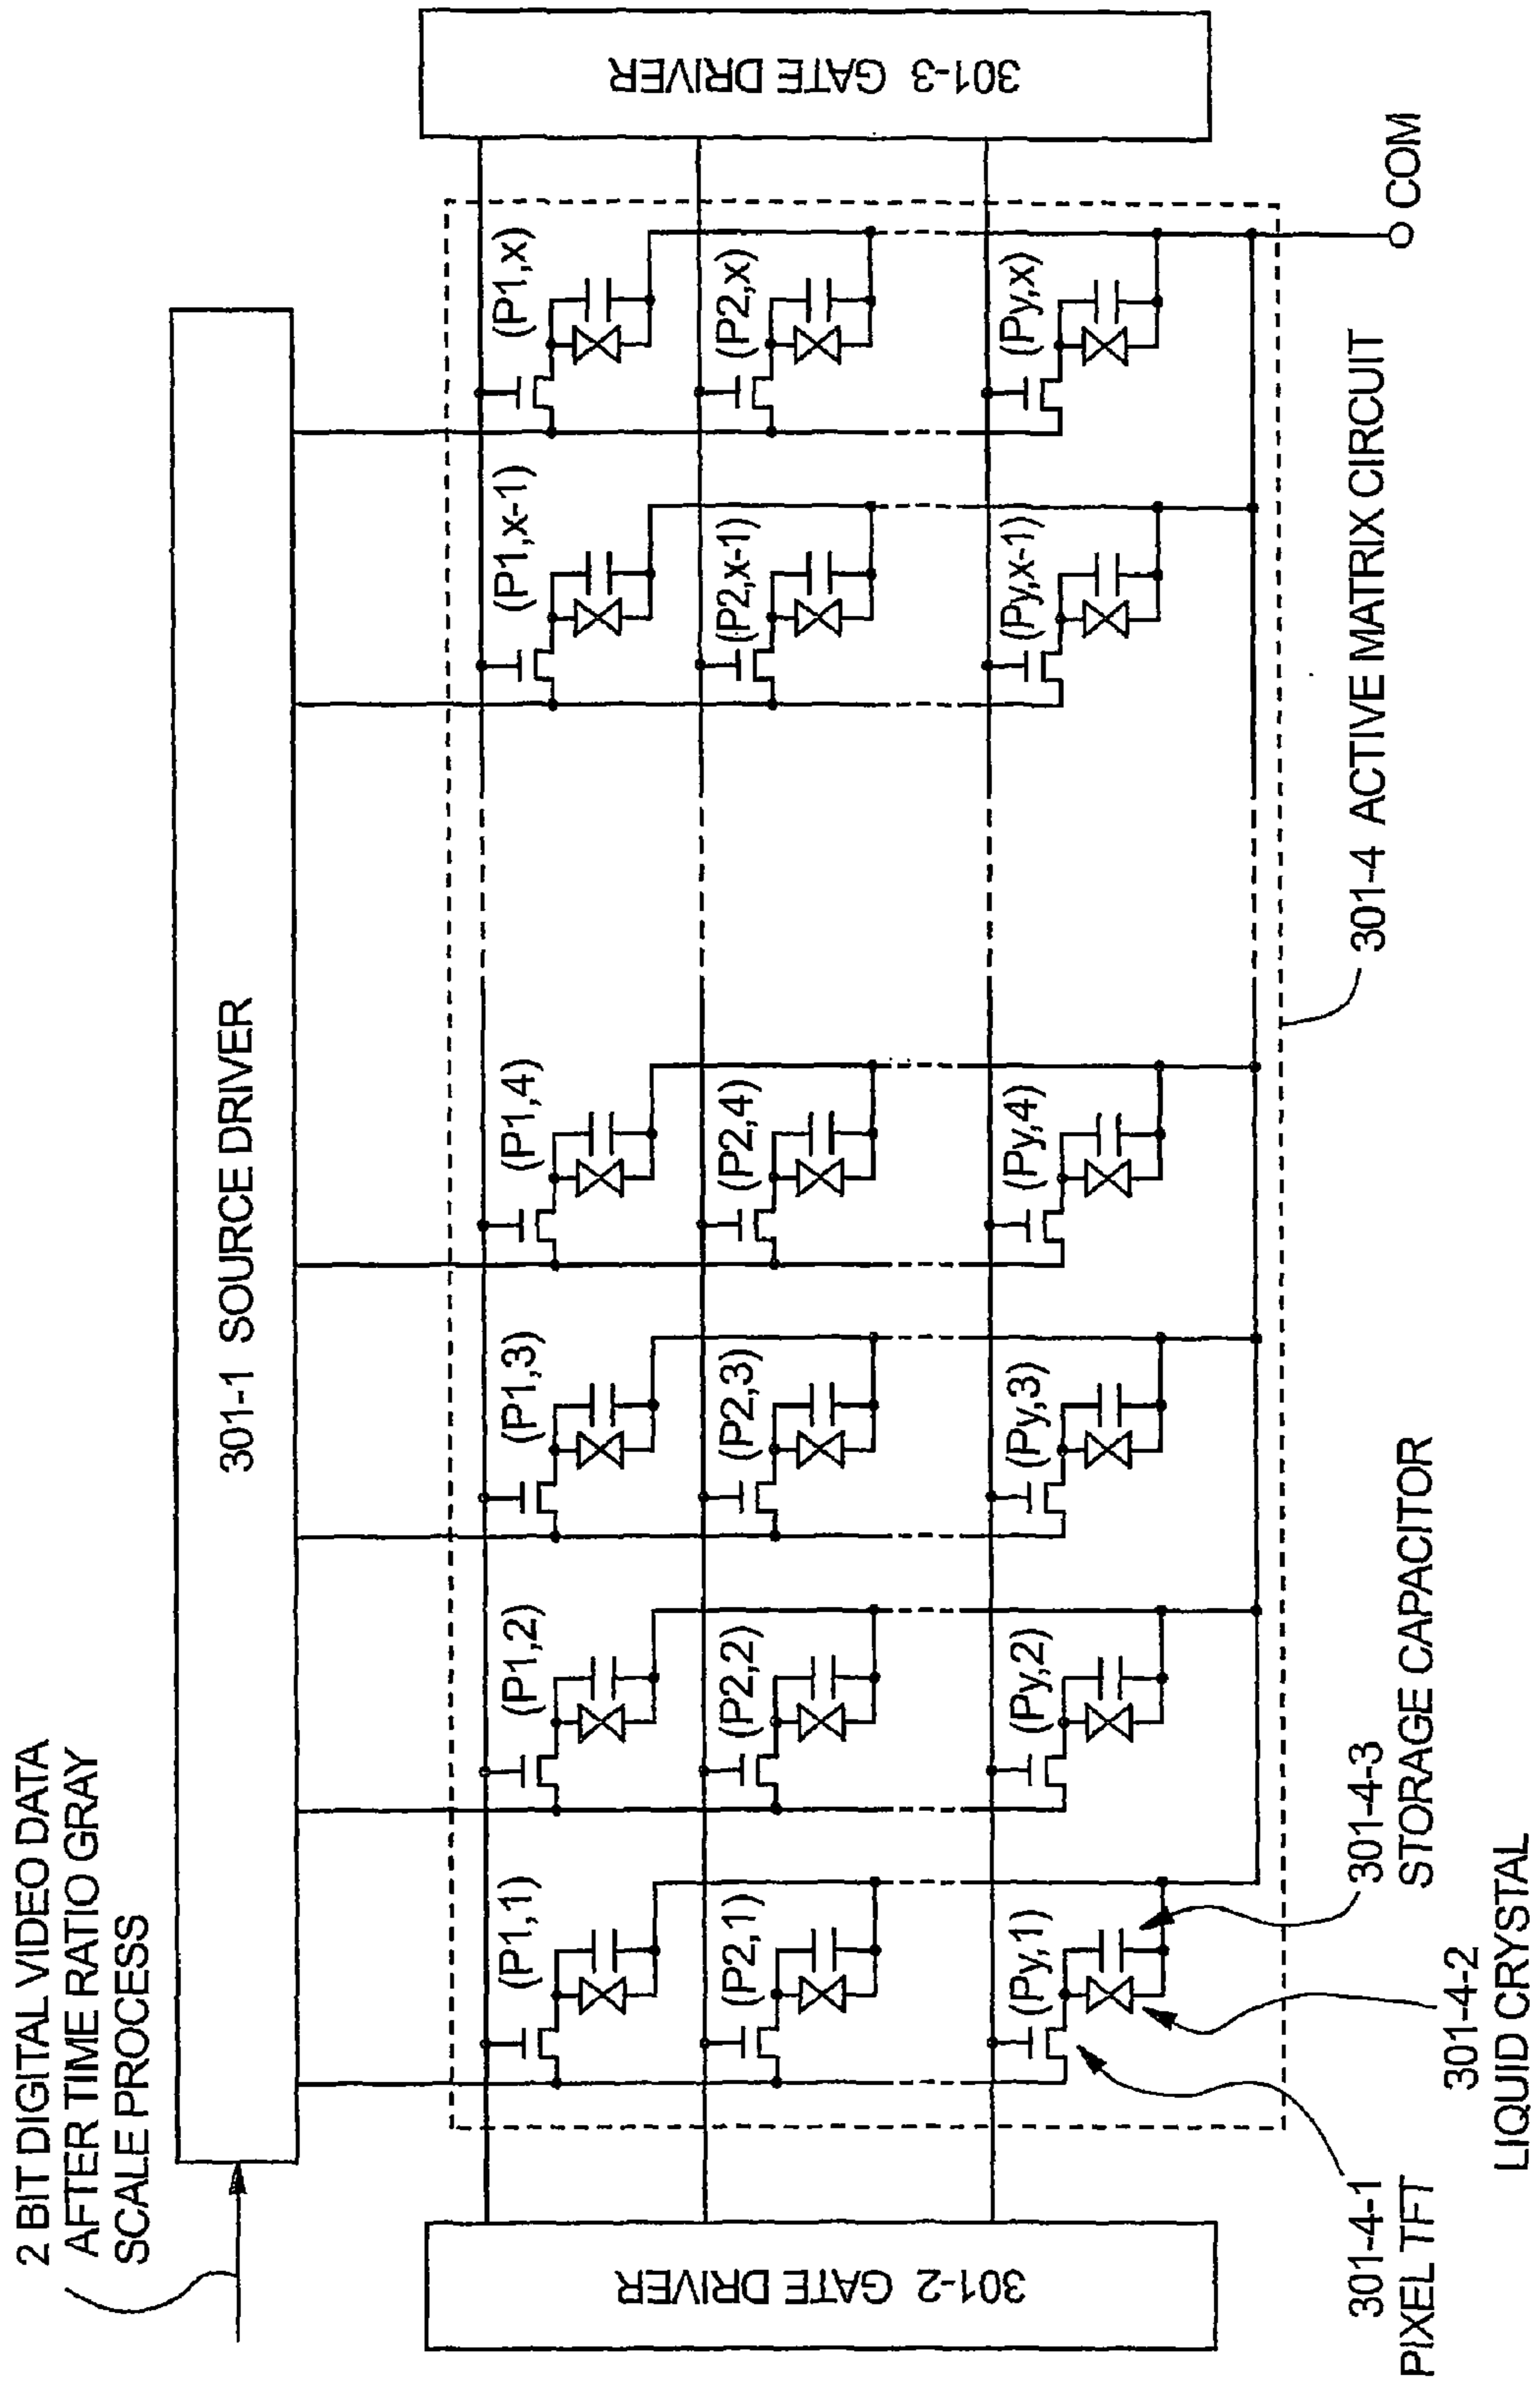 2 BIT DIGITAL VIDEO DATA
AFTER TIME RATIO GRAY
SCALE PROCESS
301-1 SOURCE DRIVER
301-2 GATE DRIVER
301-3 GATE DRIVER
(P1,1)
(P1,2)
(P1,3)
(P1,4)
(P1,x-1)
(P1,x)
(P2,1)
(P2,2)
(P2,3)
(P2,4)
(P2,x-1)
(P2,x)
(Py,1)
(Py,2)
(Py,3)
(Py,4)
(Py,x-1)
(Py,x)
COM
301-4-1
PIXEL TFT
301-4-2
LIQUID CRYSTAL
301-4-3
STORAGE CAPACITOR
301-4 ACTIVE MATRIX CIRCUIT